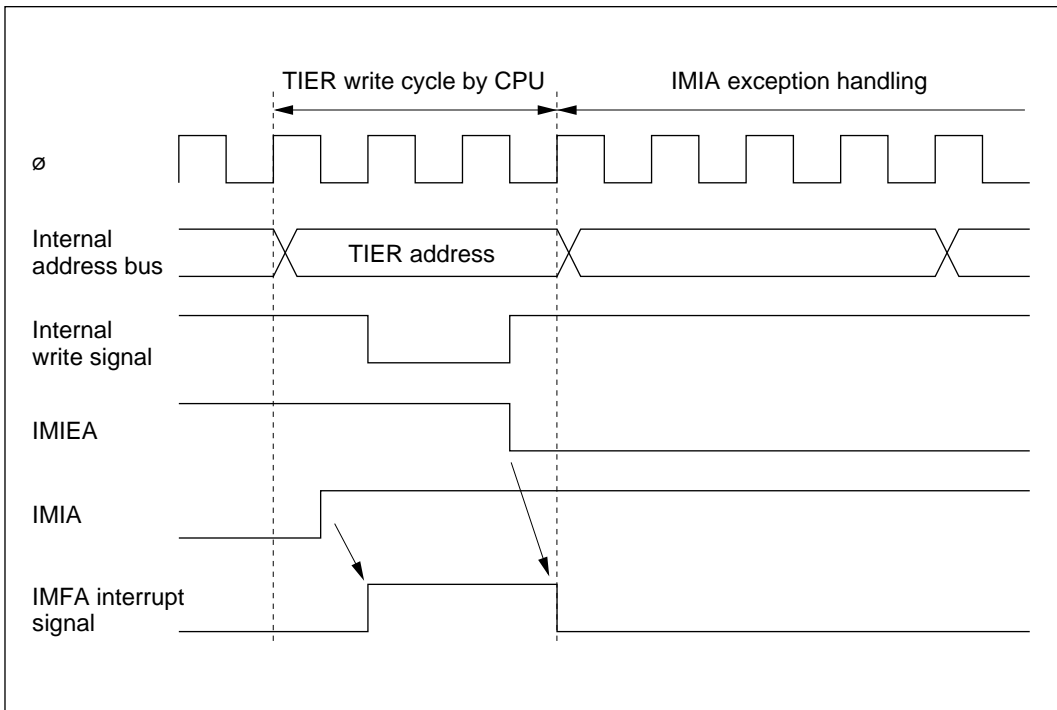 TIER write cycle by CPU
IMIA exception handling
ø
Internal
address bus
TIER address
Internal
write signal
IMIEA
IMIA
IMFA interrupt
signal